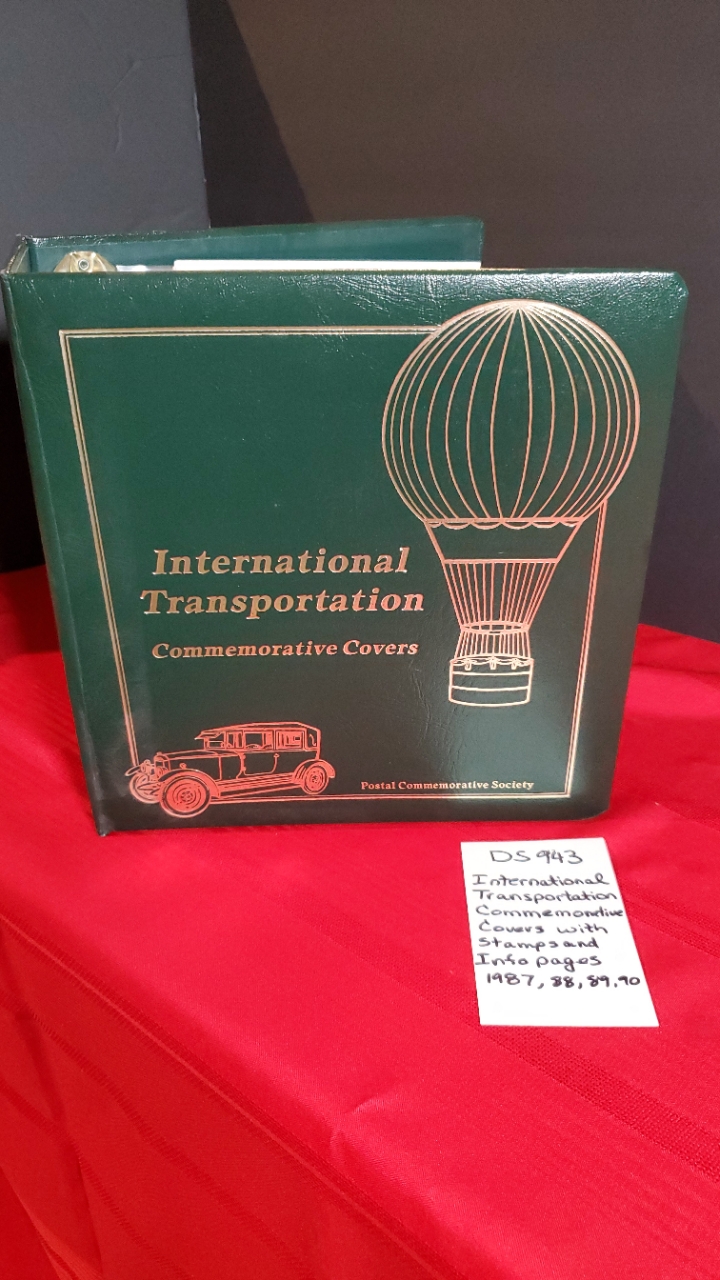 International
Transportation
Commemorative Covers
Postal Commemorative Society
DS 943
International
Transportation
Commemorative
Covers with
Stamps and
Info pages
1987, 88, 89, 90